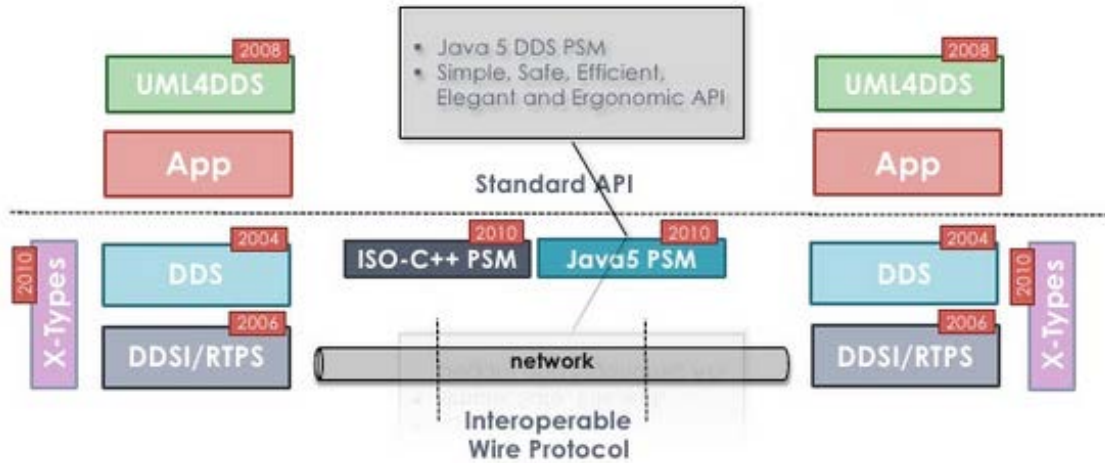 • Java 5 DDS PSM
• Simple, Safe, Efficient,
Elegant and Ergonomic API
2008
UML4DDS
App
2008
UML4DDS
App
Standard API
2010
X-Types
2004
DDS
2006
DDSI/RTPS
2010
ISO-C++ PSM
2010
Java5 PSM
2004
DDS
2006
DDSI/RTPS
2010
X-Types
network
Interoperable
Wire Protocol